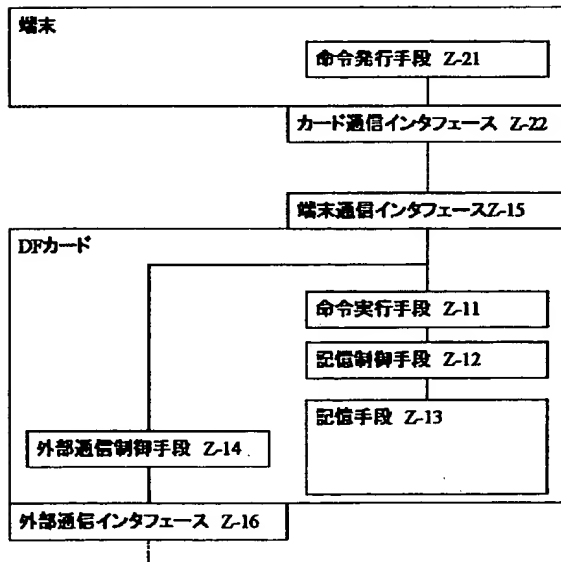 端末
命令発行手段 Z-21
カード通信インタフェース Z-22
端末通信インタフェースZ-15
DFカード
命令実行手段 Z-11
記憶制御手段 Z-12
記憶手段 Z-13
外部通信制御手段 Z-14
外部通信インタフェース Z-16